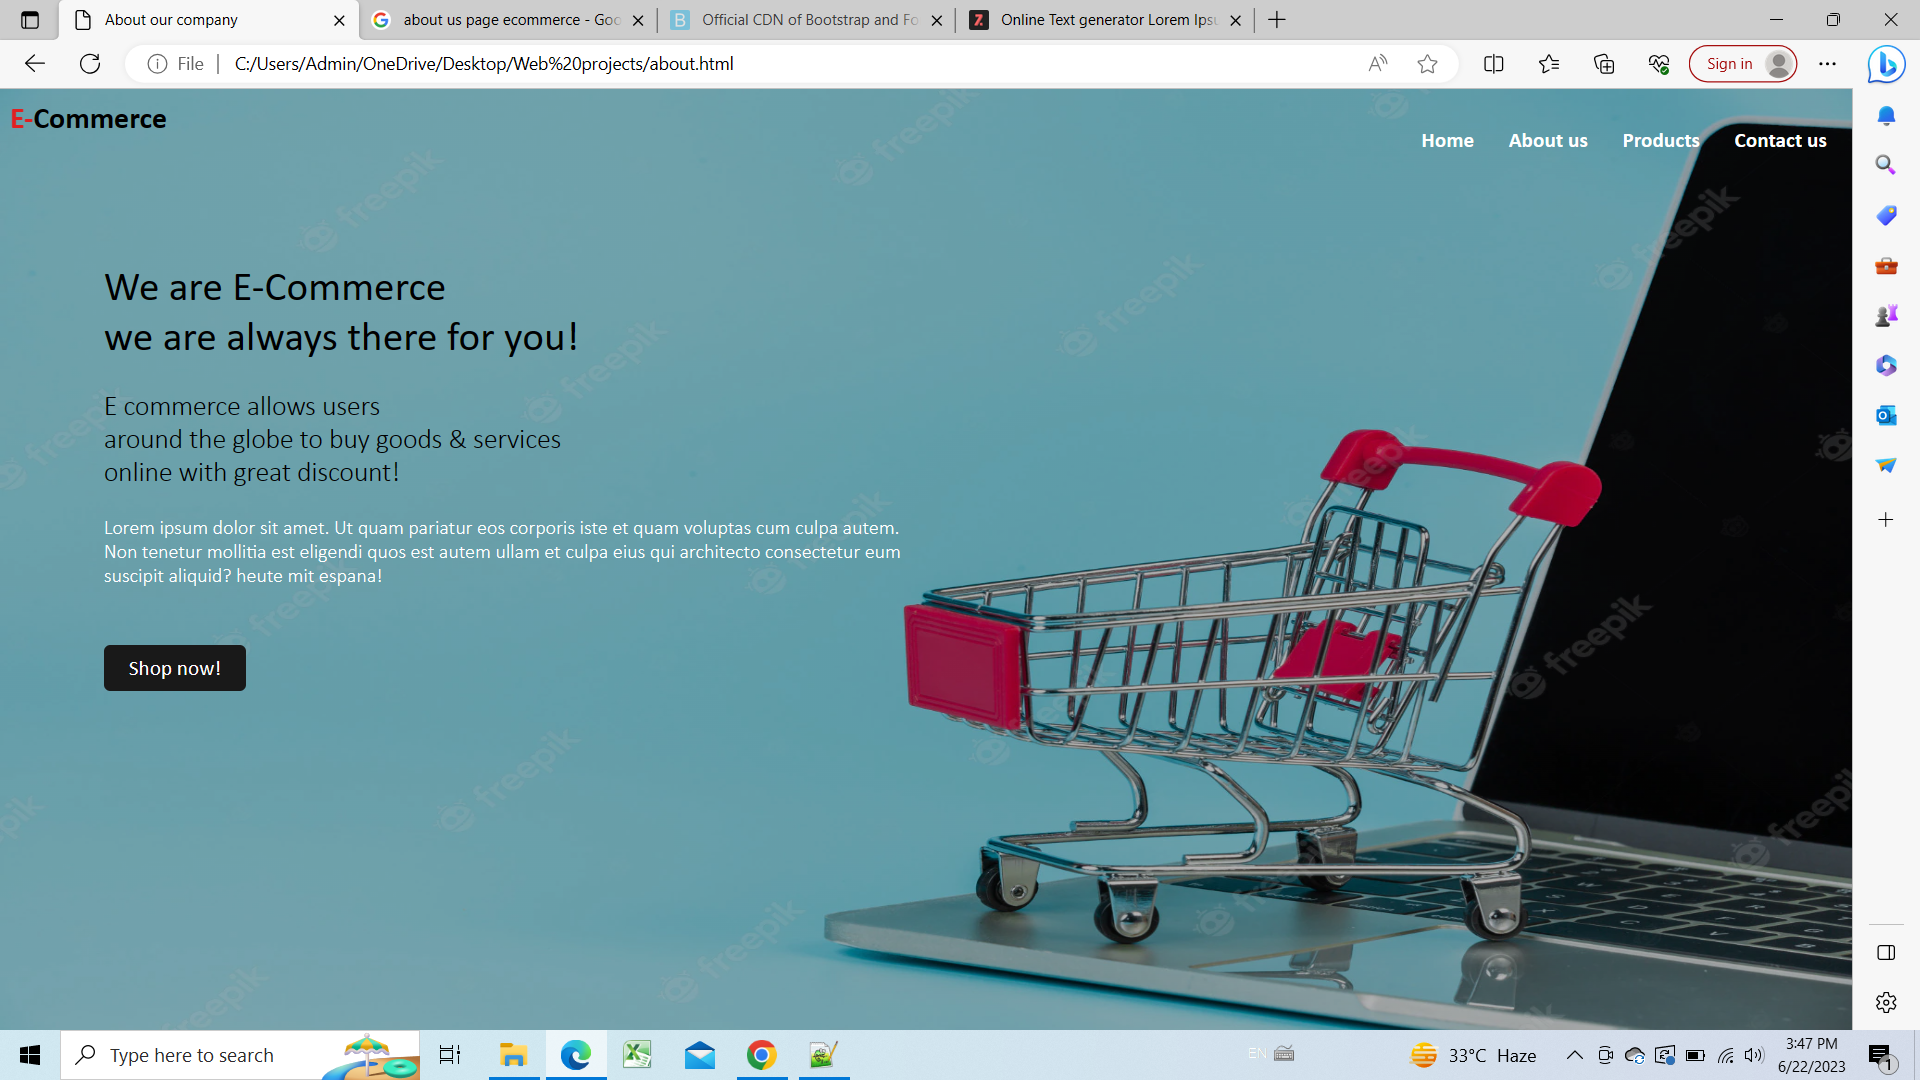 About our company
about us page ecommerce - Goo
Official CDN of Bootstrap and Fo
Online Text generator Lorem Ipsu
File
C:/Users/Admin/OneDrive/Desktop/Web%20projects/about.html
Sign in
E-Commerce
Home About us Products Contact us
We are E-Commerce
we are always there for you!
E commerce allows users
around the globe to buy goods & services
online with great discount!
Lorem ipsum dolor sit amet. Ut quam pariatur eos corporis iste et quam voluptas cum culpa autem.
Non tenetur mollitia est eligendi quos est autem ullam et culpa eius qui architecto consectetur eum
suscipit aliquid? heute mit espana!
Shop now!
freepik
Type here to search
EN
33°C Haze
3:47 PM
6/22/2023
1